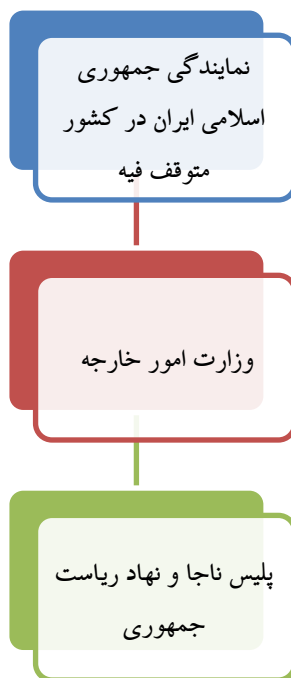 نمایندگی جمهوری
اسلامی ایران در کشور
متوقف فیه
وزارت امور خارجه
پلیس ناجا و نهاد ریاست
جمهوری